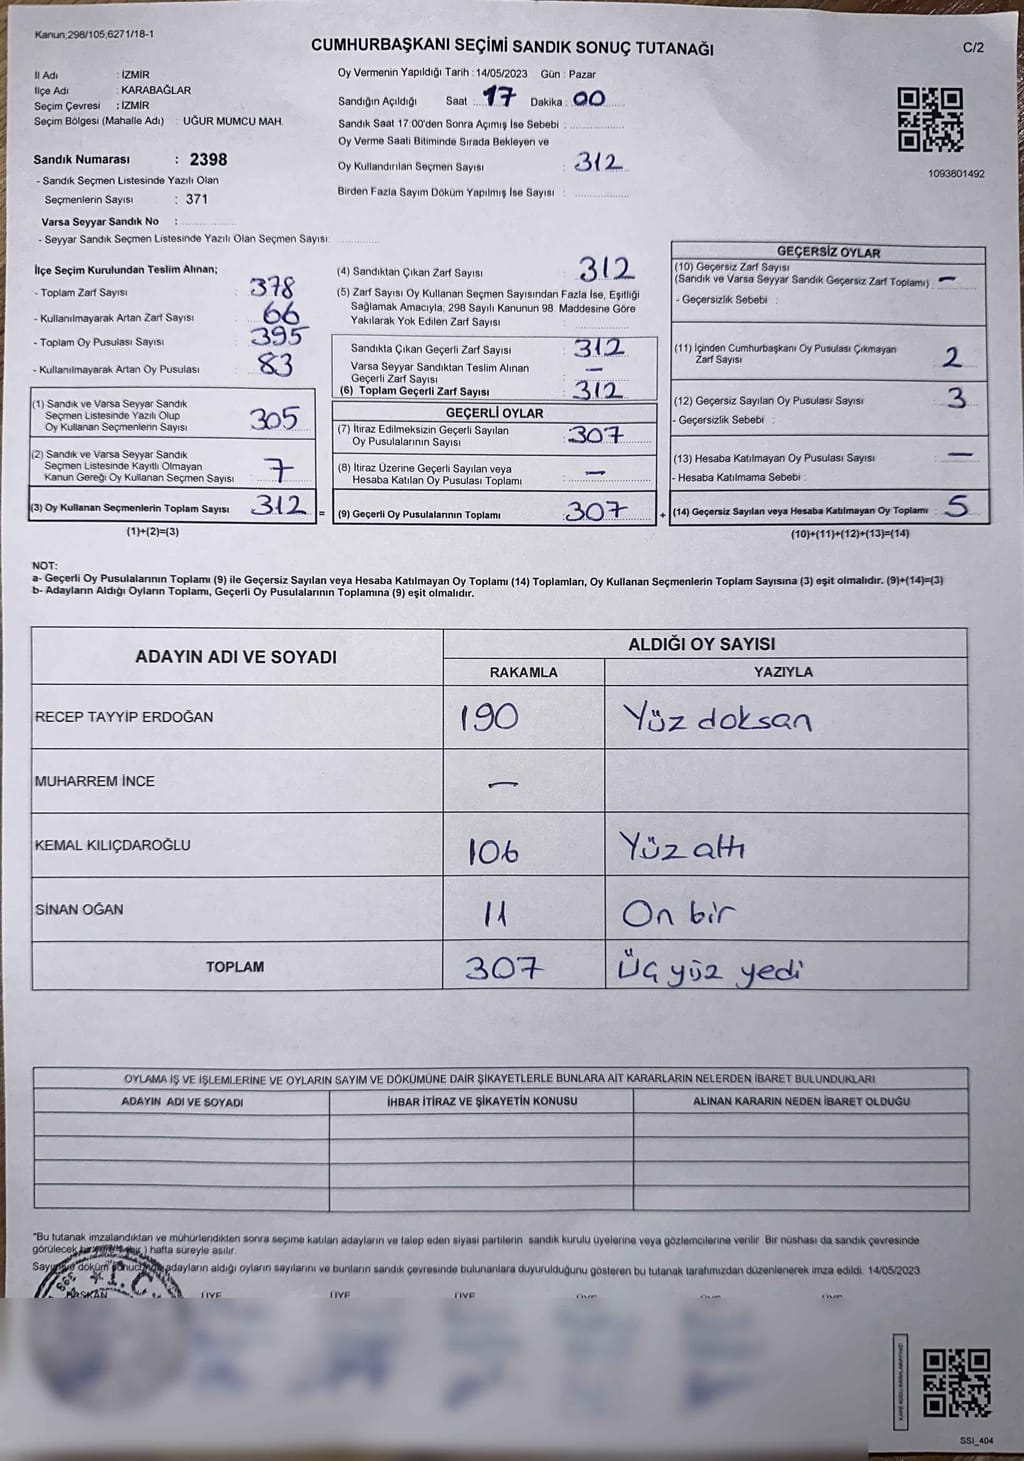 Kanun;298/105;6271/18-1
CUMHURBAŞKANI SEÇİMİ SANDIK SONUÇ TUTANAĞI
C/2
İl Adı : İZMİR
İlçe Adı : KARABAĞLAR
Seçim Çevresi : İZMİR
Seçim Bölgesi (Mahalle Adı) : UĞUR MUMCU MAH.
Sandık Numarası : 2398
- Sandık Seçmen Listesinde Yazılı Olan
Seçmenlerin Sayısı : 371
Varsa Seyyar Sandık No :
- Seyyar Sandık Seçmen Listesinde Yazılı Olan Seçmen Sayısı:
Oy Vermenin Yapıldığı Tarih : 14/05/2023 Gün : Pazar
Sandığın Açıldığı Saat : 17 Dakika : 00
Sandık Saat 17:00'den Sonra Açımış İse Sebebi :
Oy Verme Saati Bitiminde Sırada Bekleyen ve
Oy Kullandırılan Seçmen Sayısı : 312
Birden Fazla Sayım Döküm Yapılmış İse Sayısı :
1093801492
İlçe Seçim Kurulundan Teslim Alınan;
- Toplam Zarf Sayısı : 378
- Kullanılmayarak Artan Zarf Sayısı : 66
- Toplam Oy Pusulası Sayısı : 395
- Kullanılmayarak Artan Oy Pusulası : 83
(1) Sandık ve Varsa Seyyar Sandık
Seçmen Listesinde Yazılı Olup
Oy Kullanan Seçmenlerin Sayısı : 305
(2) Sandık ve Varsa Seyyar Sandık
Seçmen Listesinde Kayıtlı Olmayan
Kanun Gereği Oy Kullanan Seçmen Sayısı : 7
(3) Oy Kullanan Seçmenlerin Toplam Sayısı : 312 =
(1)+(2)=(3)
(4) Sandıktan Çıkan Zarf Sayısı : 312
(5) Zarf Sayısı Oy Kullanan Seçmen Sayısından Fazla İse, Eşitliği
Sağlamak Amacıyla; 298 Sayılı Kanunun 98. Maddesine Göre
Yakılarak Yok Edilen Zarf Sayısı :
Sandıkta Çıkan Geçerli Zarf Sayısı : 312
Varsa Seyyar Sandıktan Teslim Alınan
Geçerli Zarf Sayısı : —
(6) Toplam Geçerli Zarf Sayısı : 312
GEÇERLİ OYLAR
(7) İtiraz Edilmeksizin Geçerli Sayılan
Oy Pusulalarının Sayısı : 307
(8) İtiraz Üzerine Geçerli Sayılan veya
Hesaba Katılan Oy Pusulası Toplamı : —
(9) Geçerli Oy Pusulalarının Toplamı : 307 +
GEÇERSİZ OYLAR
(10) Geçersiz Zarf Sayısı
(Sandık ve Varsa Seyyar Sandık Geçersiz Zarf Toplamı) : —
- Geçersizlik Sebebi :
(11) İçinden Cumhurbaşkanı Oy Pusulası Çıkmayan
Zarf Sayısı : 2
(12) Geçersiz Sayılan Oy Pusulası Sayısı : 3
- Geçersizlik Sebebi :
(13) Hesaba Katılmayan Oy Pusulası Sayısı : —
- Hesaba Katılmama Sebebi :
(14) Geçersiz Sayılan veya Hesaba Katılmayan Oy Toplamı : 5
(10)+(11)+(12)+(13)=(14)
NOT:
a- Geçerli Oy Pusulalarının Toplamı (9) ile Geçersiz Sayılan veya Hesaba Katılmayan Oy Toplamı (14) Toplamları, Oy Kullanan Seçmenlerin Toplam Sayısına (3) eşit olmalıdır. (9)+(14)=(3)
b- Adayların Aldığı Oyların Toplamı, Geçerli Oy Pusulalarının Toplamına (9) eşit olmalıdır.
ADAYIN ADI VE SOYADI
ALDIĞI OY SAYISI
RAKAMLA YAZIYLA
RECEP TAYYİP ERDOĞAN 190 Yüz doksan
MUHARREM İNCE —
KEMAL KILIÇDAROĞLU 106 Yüz altı
SİNAN OĞAN 11 On bir
TOPLAM 307 Üç yüz yedi
OYLAMA İŞ VE İŞLEMLERİNE VE OYLARIN SAYIM VE DÖKÜMÜNE DAİR ŞİKAYETLERLE BUNLARA AİT KARARLARIN NELERDEN İBARET BULUNDUKLARI
ADAYIN ADI VE SOYADI İHBAR İTİRAZ VE ŞİKAYETİN KONUSU ALINAN KARARIN NEDEN İBARET OLDUĞU
*Bu tutanak imzalandıktan ve mühürlendikten sonra seçime katılan adayların ve talep eden siyasi partilerin sandık kurulu üyelerine veya gözlemcilerine verilir. Bir nüshası da sandık çevresinde
görülecek hafta süreyle asılır.
döküm adayların aldığı oyların sayılarını ve bunların sandık çevresinde bulunanlara duyurulduğunu gösteren bu tutanak tarafımızdan düzenlenerek imza edildi. 14/05/2023
T.C.
BAŞKAN ÜYE ÜYE ÜYE
SSI_404